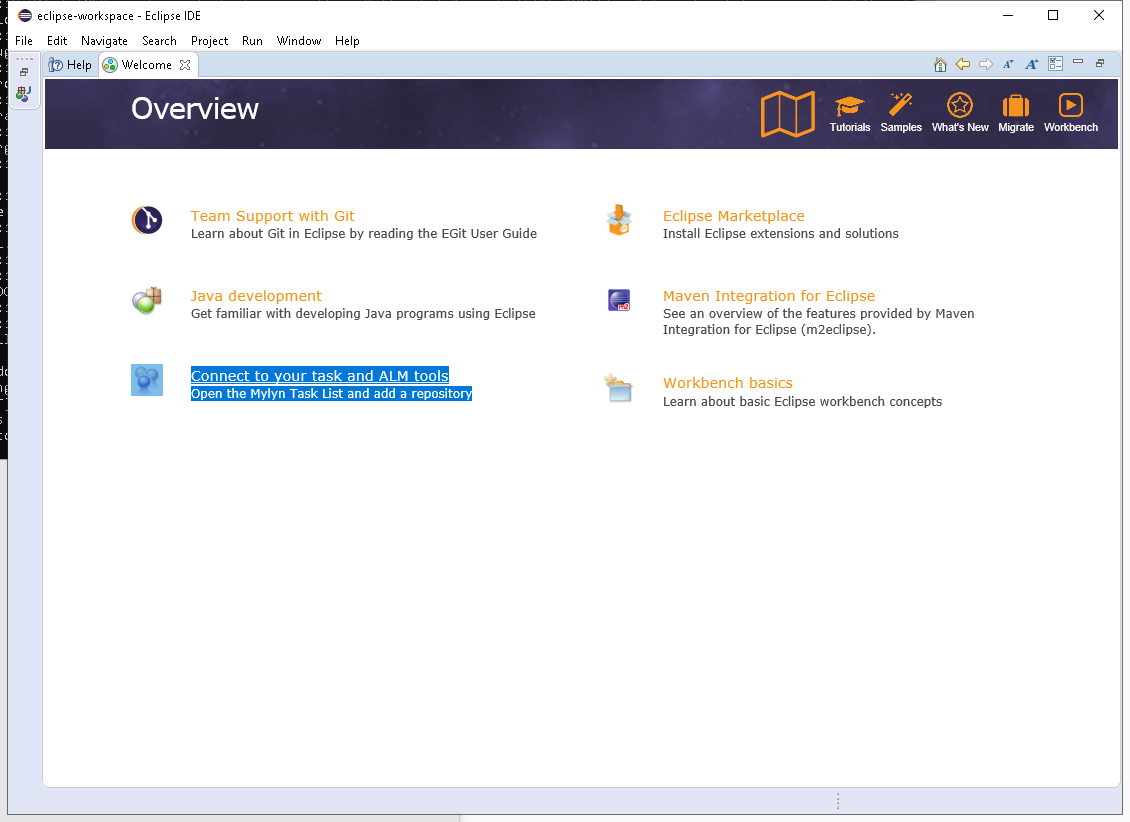 eclipse-workspace - Eclipse IDE
File Edit Navigate Search Project Run Window Help
Help Welcome
Overview
Tutorials Samples What's New Migrate Workbench
Team Support with Git
Learn about Git in Eclipse by reading the EGit User Guide
Eclipse Marketplace
Install Eclipse extensions and solutions
Java development
Get familiar with developing Java programs using Eclipse
Maven Integration for Eclipse
See an overview of the features provided by Maven
Integration for Eclipse (m2eclipse).
Connect to your task and ALM tools
Open the Mylyn Task List and add a repository
Workbench basics
Learn about basic Eclipse workbench concepts